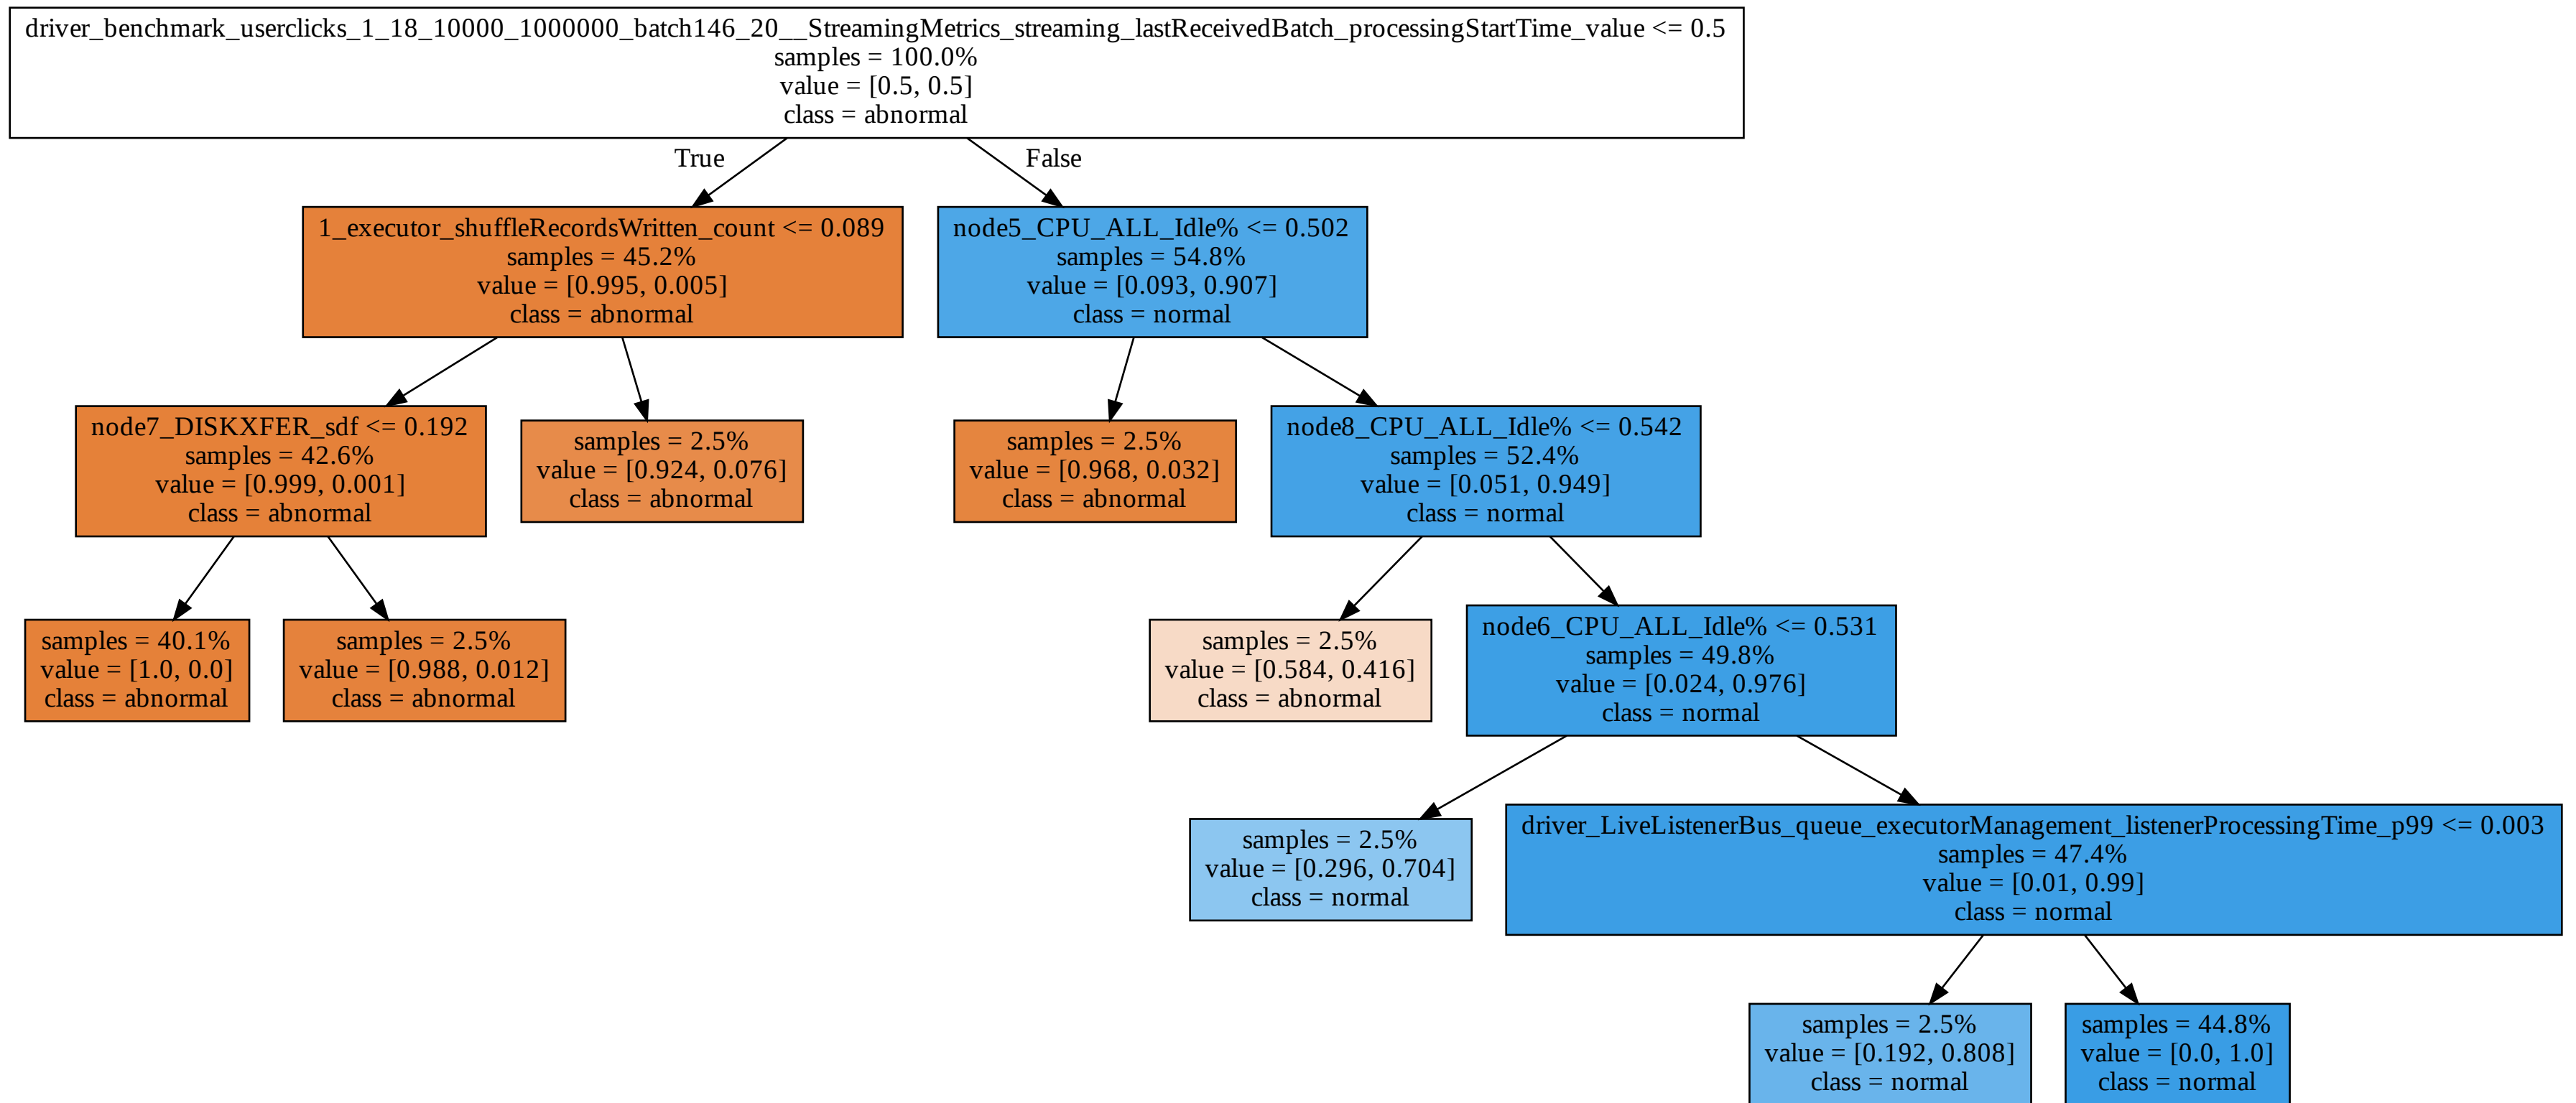 driver_benchmark_userclicks_1_18_10000_1000000_batch146_20__StreamingMetrics_streaming_lastReceivedBatch_processingStartTime_value <= 0.5
samples = 100.0%
value = [0.5, 0.5]
class = abnormal
True
False
1_executor_shuffleRecordsWritten_count <= 0.089
samples = 45.2%
value = [0.995, 0.005]
class = abnormal
node5_CPU_ALL_Idle% <= 0.502
samples = 54.8%
value = [0.093, 0.907]
class = normal
node7_DISKXFER_sdf <= 0.192
samples = 42.6%
value = [0.999, 0.001]
class = abnormal
samples = 2.5%
value = [0.924, 0.076]
class = abnormal
samples = 2.5%
value = [0.968, 0.032]
class = abnormal
node8_CPU_ALL_Idle% <= 0.542
samples = 52.4%
value = [0.051, 0.949]
class = normal
samples = 40.1%
value = [1.0, 0.0]
class = abnormal
samples = 2.5%
value = [0.988, 0.012]
class = abnormal
samples = 2.5%
value = [0.584, 0.416]
class = abnormal
node6_CPU_ALL_Idle% <= 0.531
samples = 49.8%
value = [0.024, 0.976]
class = normal
samples = 2.5%
value = [0.296, 0.704]
class = normal
driver_LiveListenerBus_queue_executorManagement_listenerProcessingTime_p99 <= 0.003
samples = 47.4%
value = [0.01, 0.99]
class = normal
samples = 2.5%
value = [0.192, 0.808]
class = normal
samples = 44.8%
value = [0.0, 1.0]
class = normal